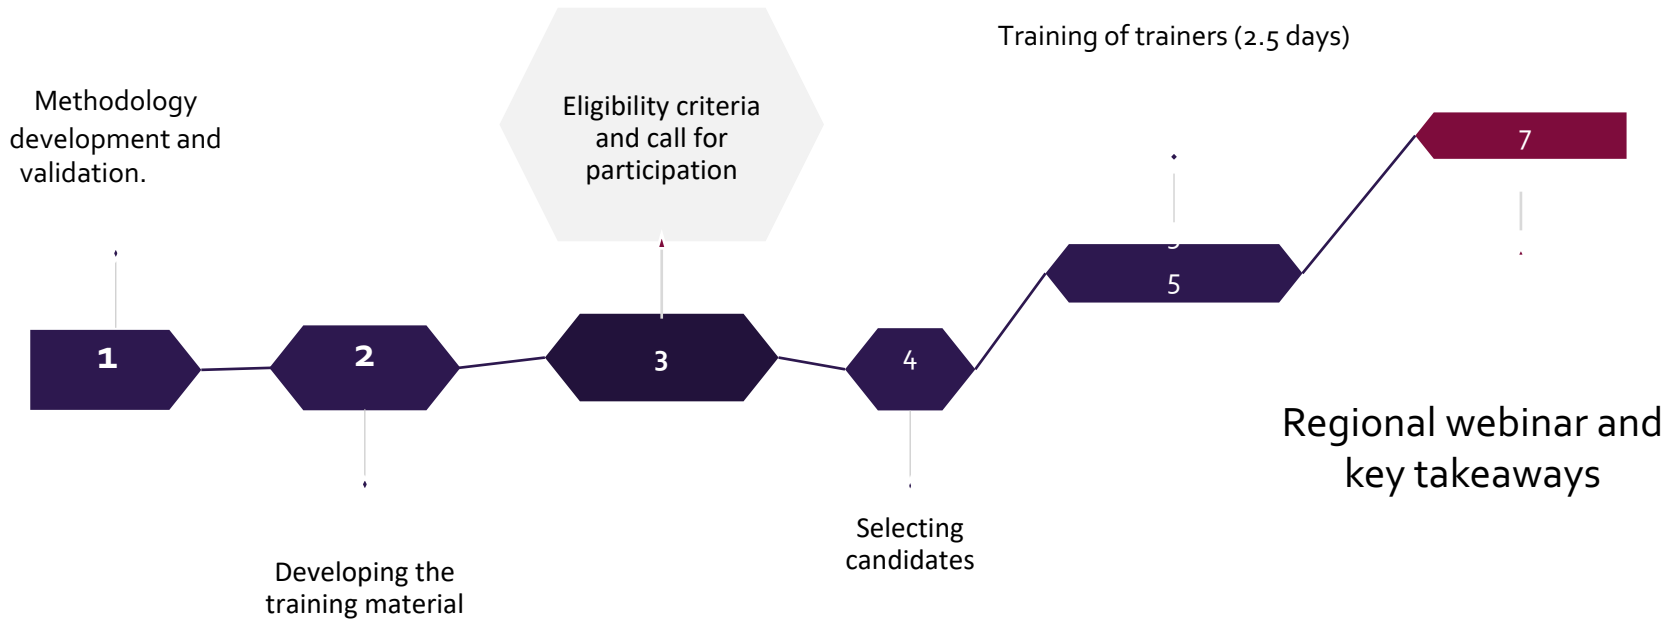 Training of trainers (2.5 days)
Methodology
development and
validation.
Eligibility criteria
and call for
participation
7
5
1
2
3
4
Regional webinar and
key takeaways
Selecting
candidates
Developing the
training material